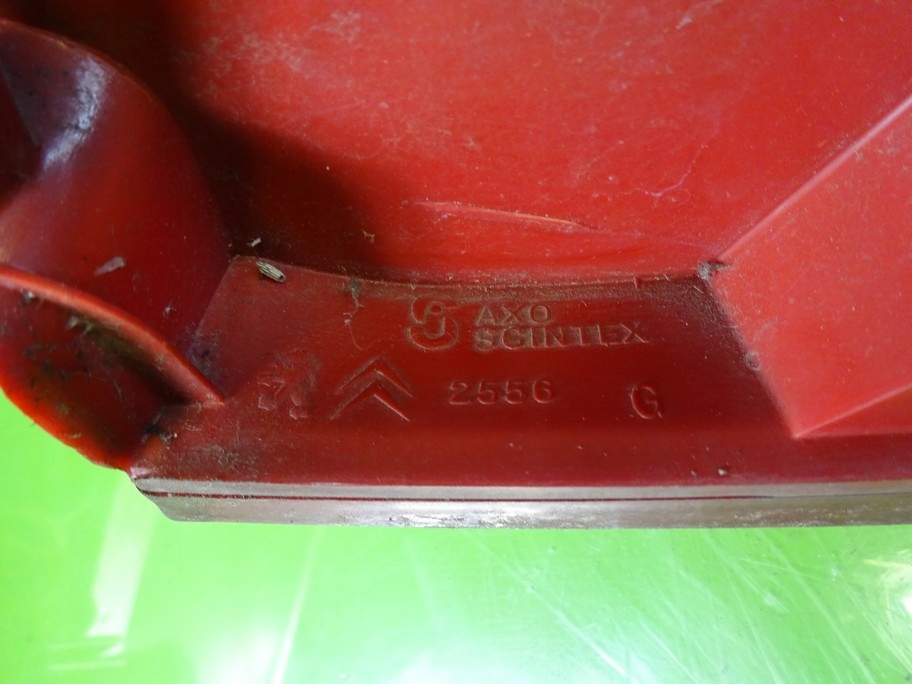 AXO
SCINTEX
2556 G